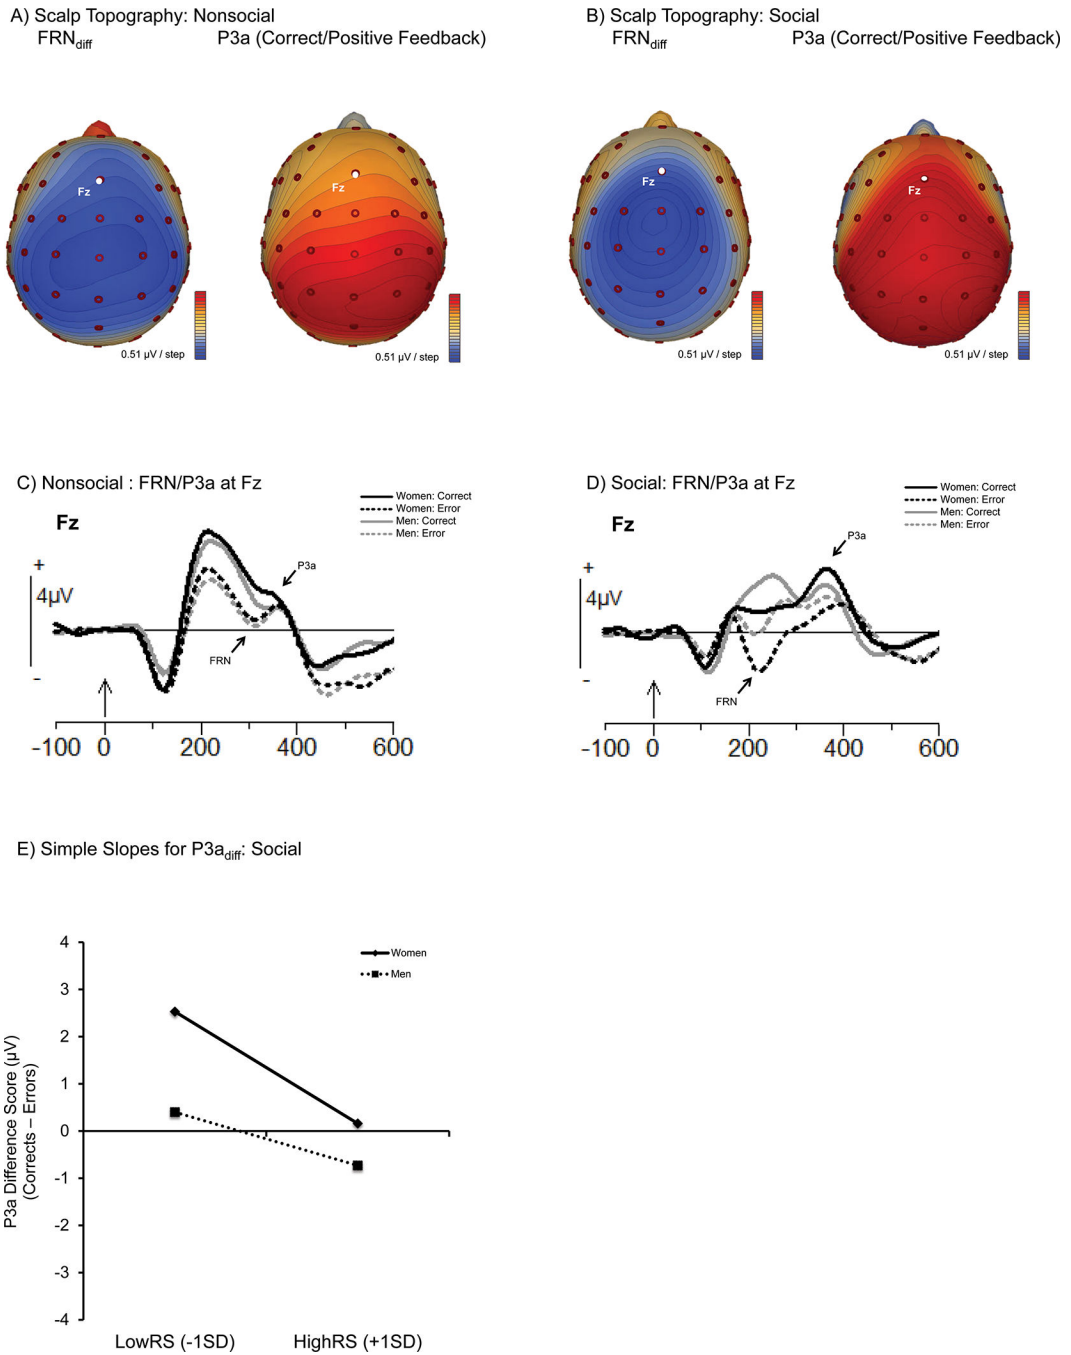 A) Scalp Topography: Nonsocial
FRNdiff
P3a (Correct/Positive Feedback)
Fz
Fz
0.51 µV / step
0.51 µV / step
B) Scalp Topography: Social
FRNdiff
P3a (Correct/Positive Feedback)
Fz
Fz
0.51 µV / step
0.51 µV / step
C) Nonsocial : FRN/P3a at Fz
Women: Correct
Women: Error
Men: Correct
Men: Error
Fz
+
4µV
-
P3a
FRN
-100 0 200 400 600
D) Social: FRN/P3a at Fz
Women: Correct
Women: Error
Men: Correct
Men: Error
Fz
+
4µV
-
P3a
FRN
-100 0 200 400 600
E) Simple Slopes for P3adiff: Social
Women
Men
P3a Difference Score (µV)
(Corrects – Errors)
4
3
2
1
0
-1
-2
-3
-4
LowRS (-1SD)
HighRS (+1SD)